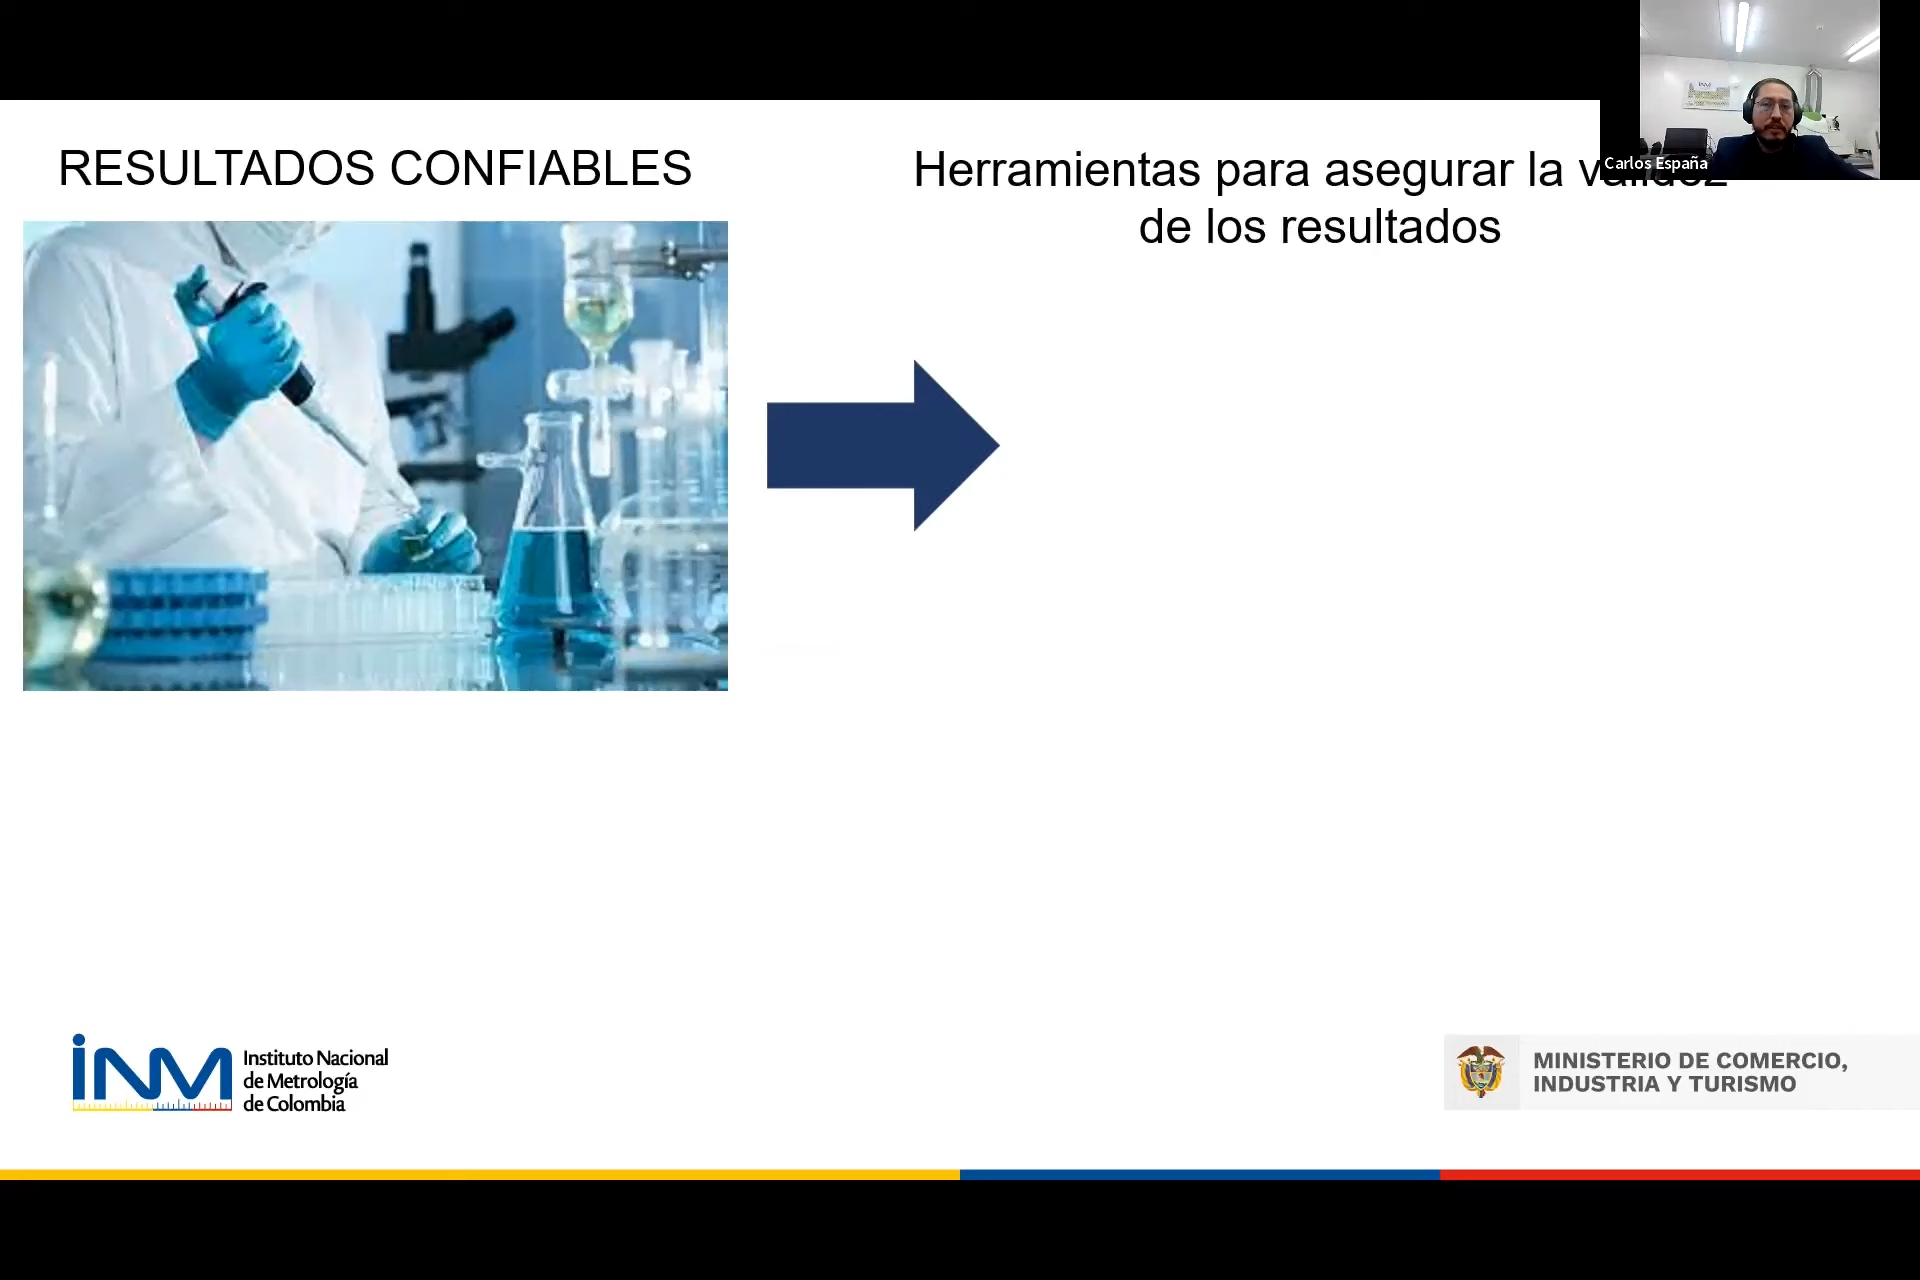 RESULTADOS CONFIABLES
Herramientas para asegurar la validez
de los resultados
Carlos España
INM
Instituto Nacional
de Metrología
de Colombia
MINISTERIO DE COMERCIO,
INDUSTRIA Y TURISMO